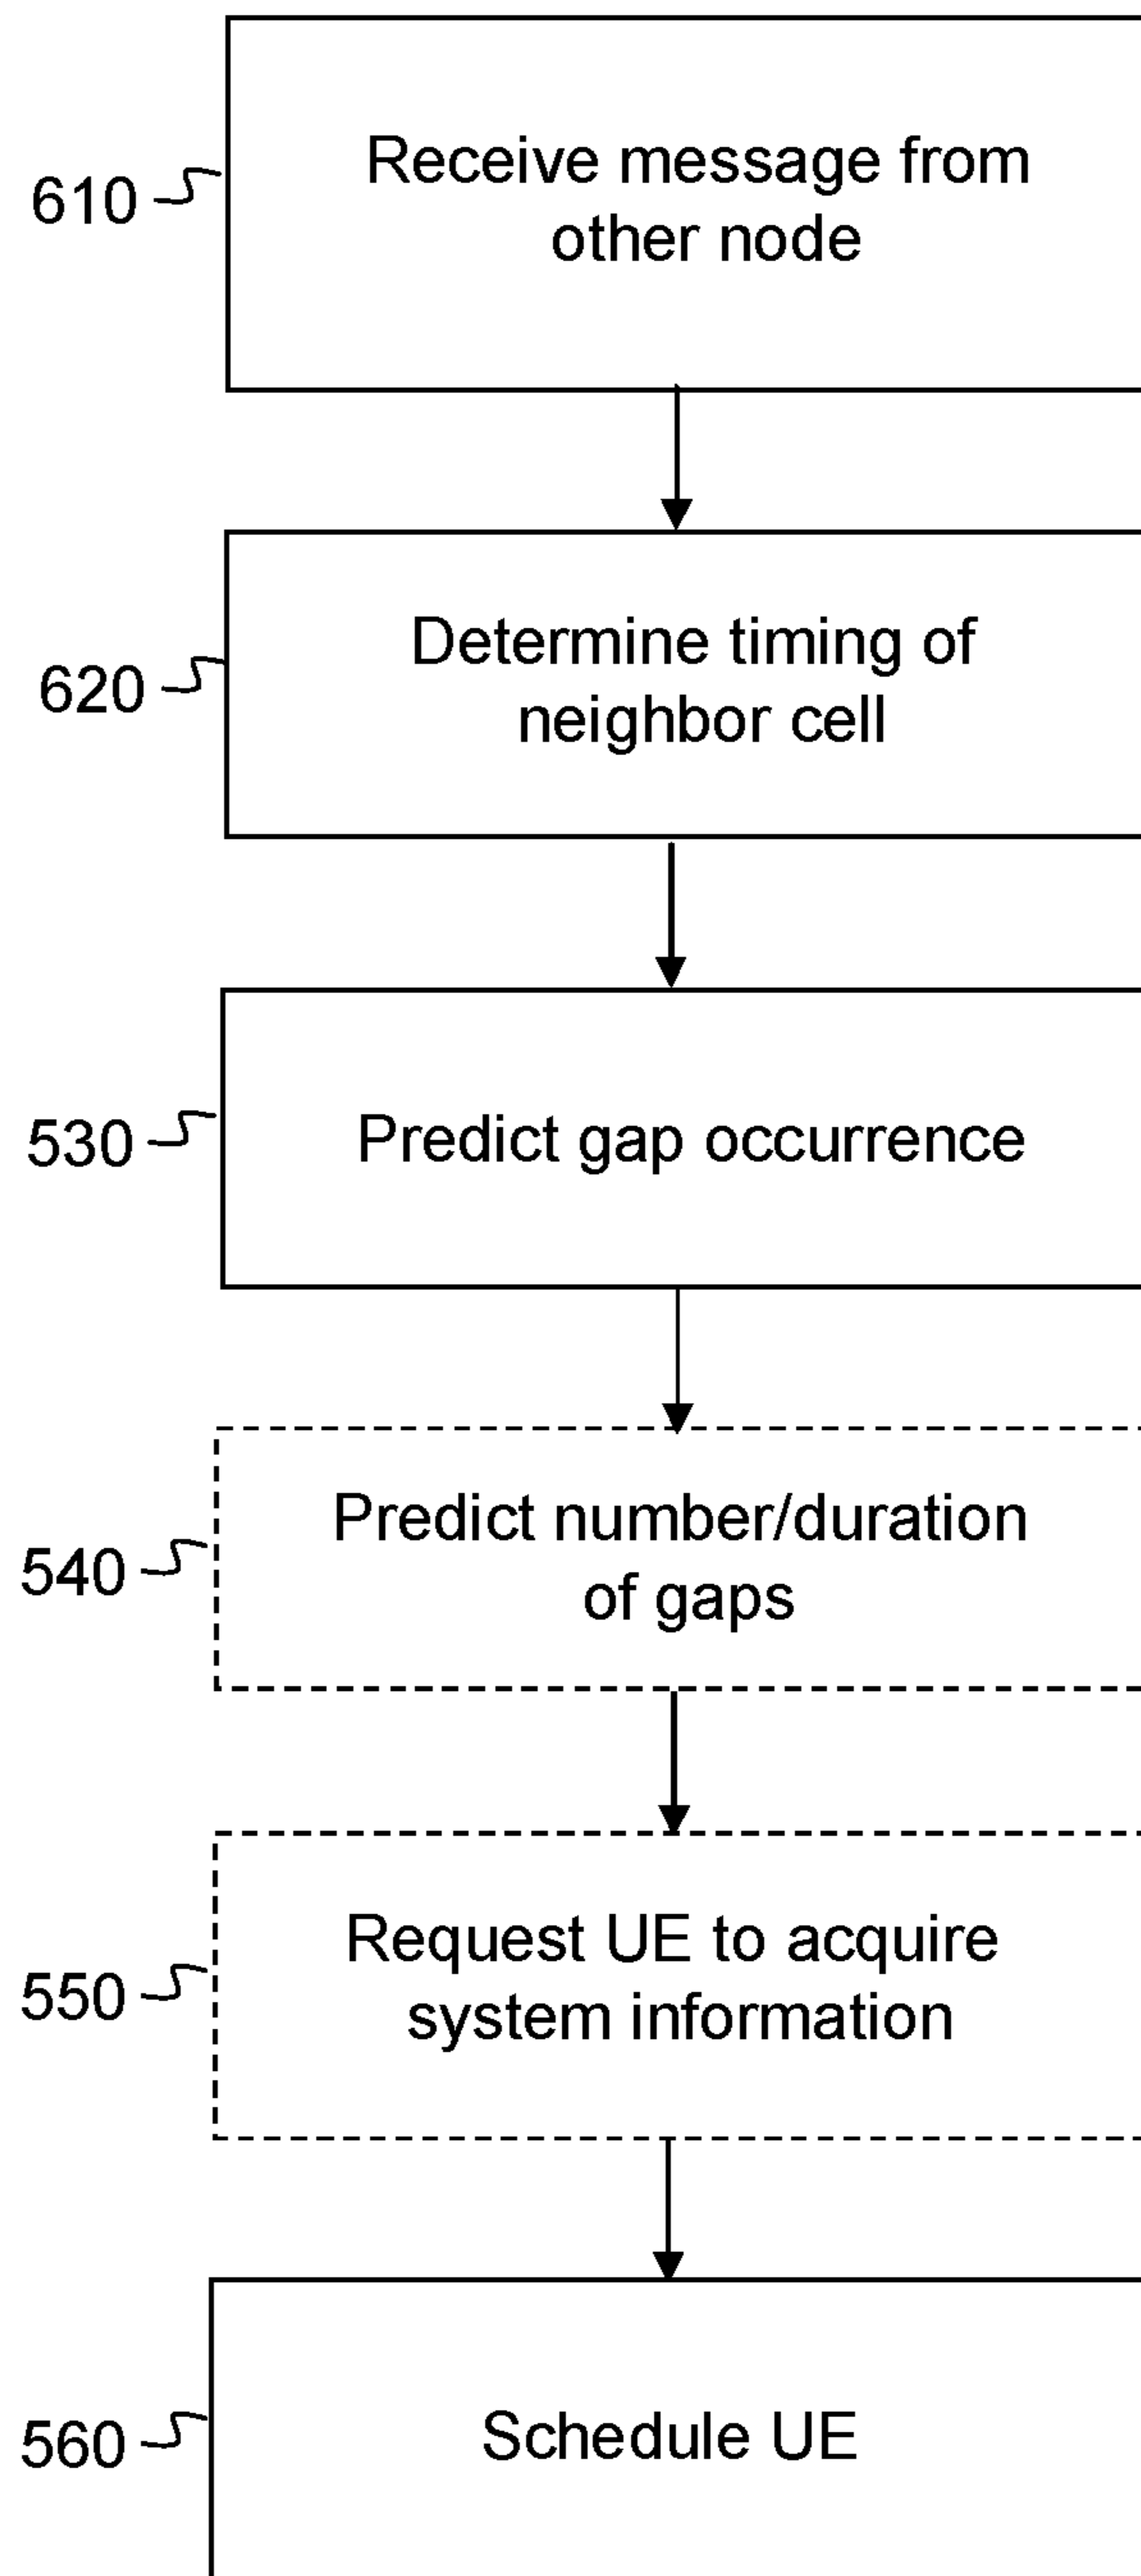 610
Receive message from
other node
620
Determine timing of
neighbor cell
530
Predict gap occurrence
540
Predict number/duration
of gaps
550
Request UE to acquire
system information
560
Schedule UE